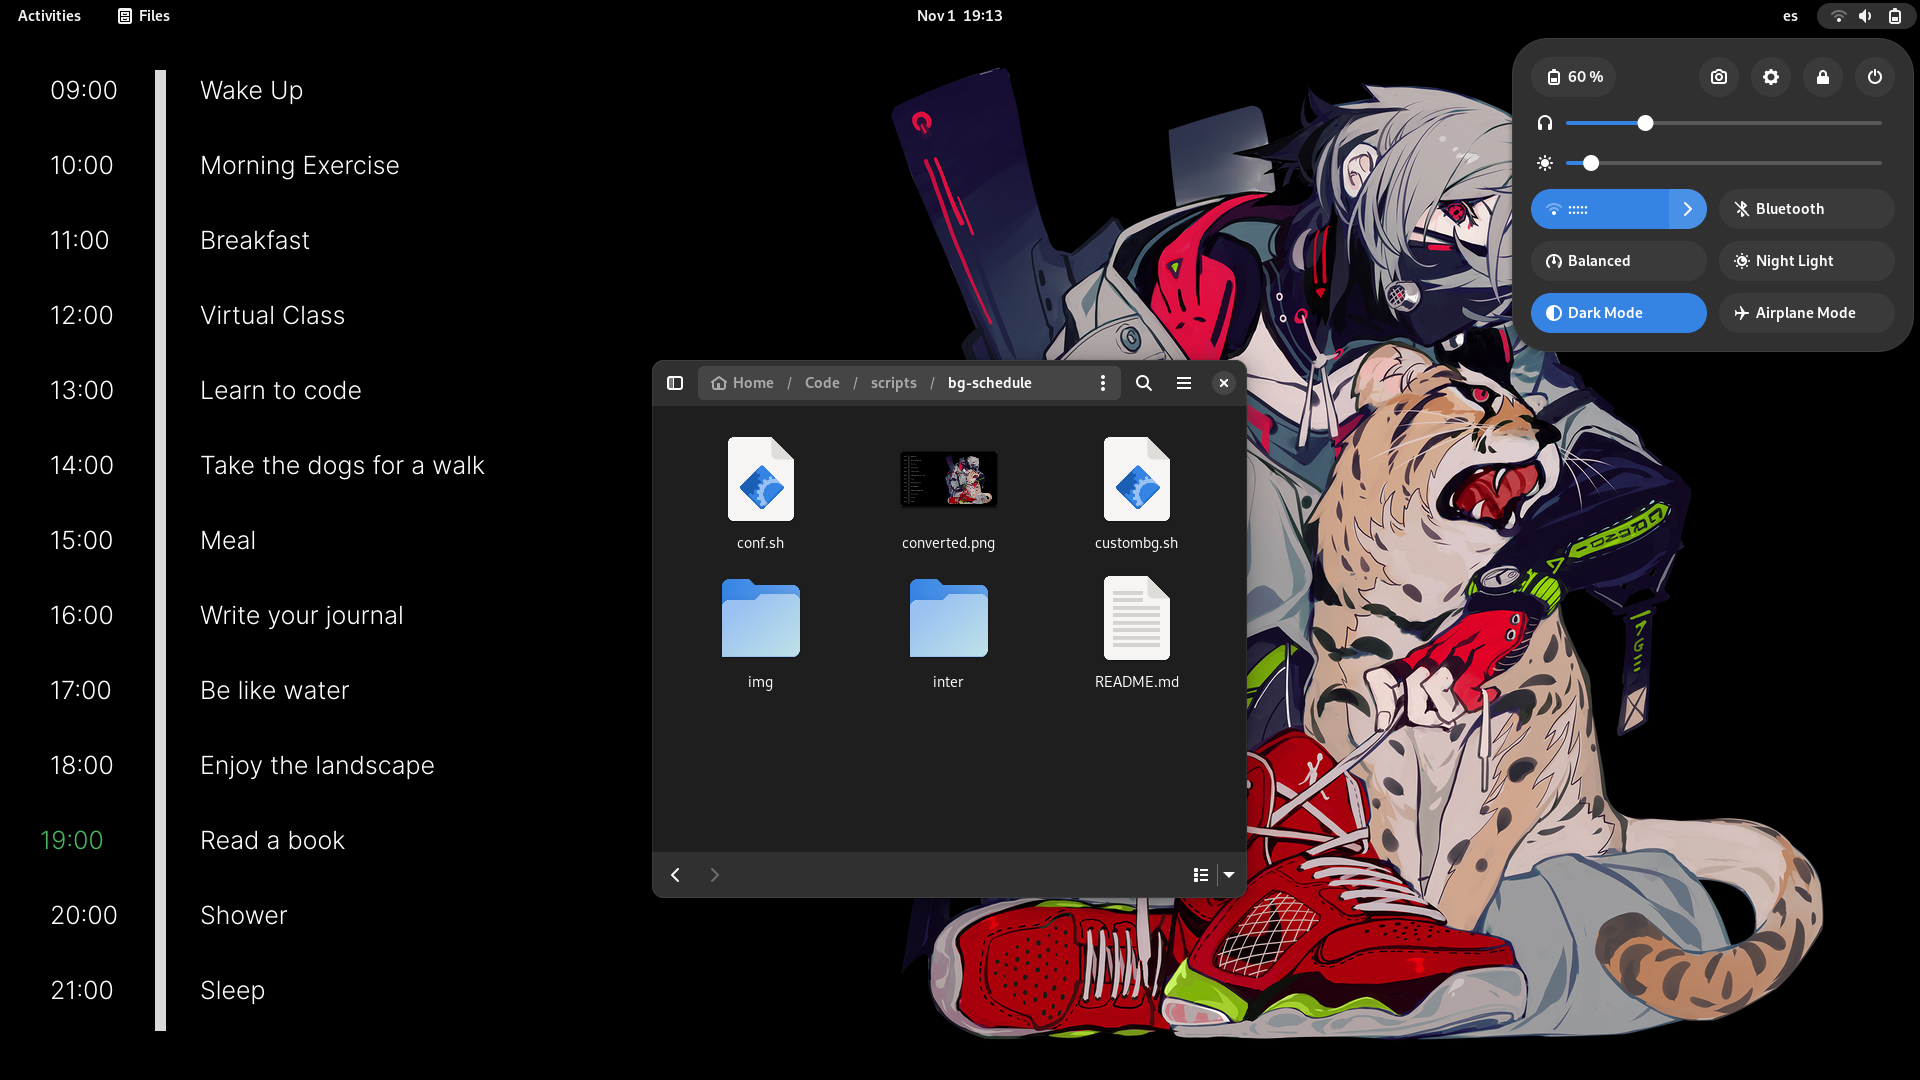 Activities
Files
Nov 1 19:13
es
60 %
:::::
Bluetooth
Balanced
Night Light
Dark Mode
Airplane Mode
09:00 Wake Up
10:00 Morning Exercise
11:00 Breakfast
12:00 Virtual Class
13:00 Learn to code
14:00 Take the dogs for a walk
15:00 Meal
16:00 Write your journal
17:00 Be like water
18:00 Enjoy the landscape
19:00 Read a book
20:00 Shower
21:00 Sleep
Home / Code / scripts / bg-schedule
conf.sh
converted.png
custombg.sh
img
inter
README.md